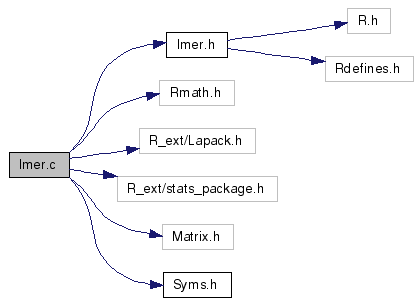 R.h
lmer.h
Rdefines.h
Rmath.h
R_ext/Lapack.h
lmer.c
R_ext/stats_package.h
Matrix.h
Syms.h